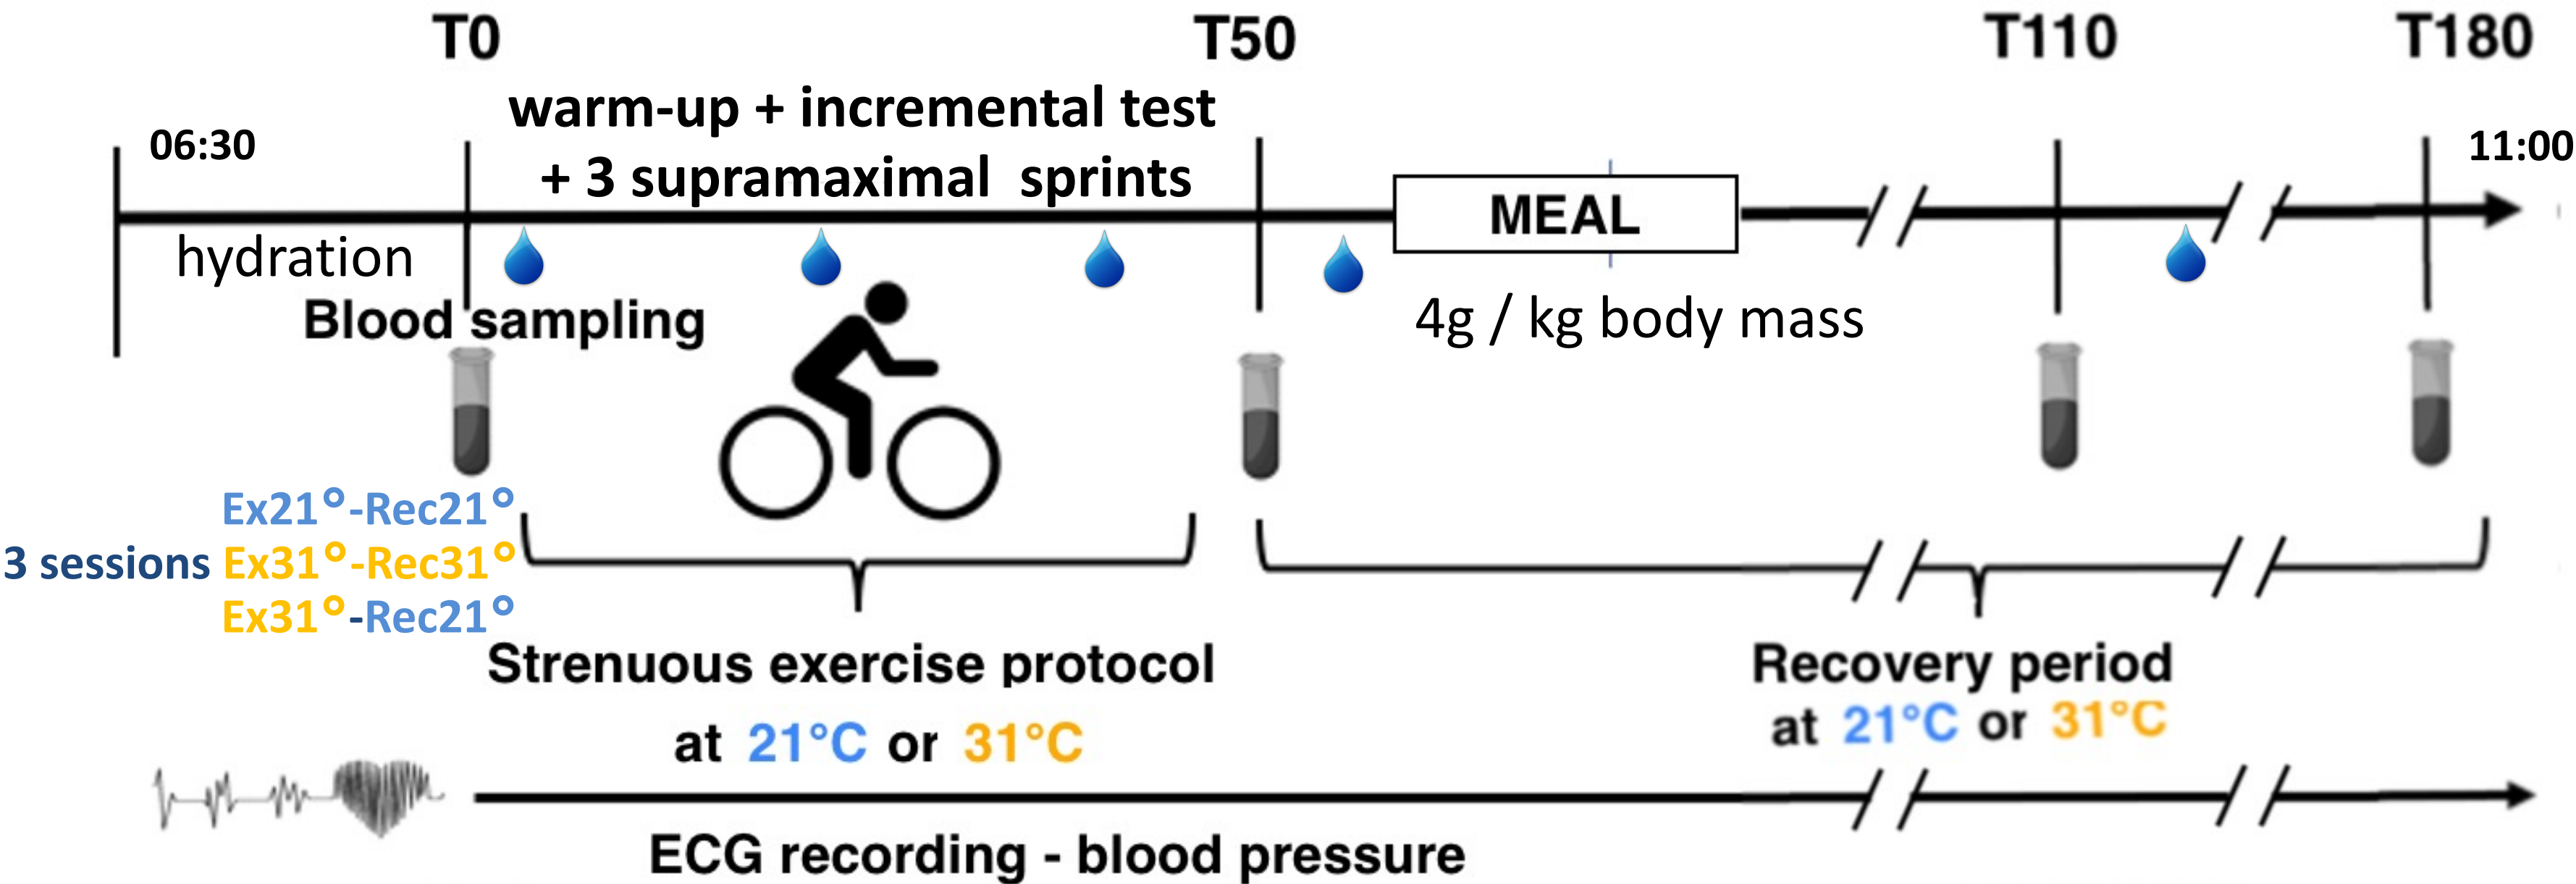 T0 T50 T110 T180
warm-up + incremental test
06:30 11:00
+ 3 supramaximal sprints
MEAL
hydration
Blood sampling
4g / kg body mass
Ex21°-Rec21°
3 sessions Ex31°-Rec31°
Ex31°-Rec21°
Strenuous exercise protocol
at 21°C or 31°C
Recovery period
at 21°C or 31°C
ECG recording - blood pressure